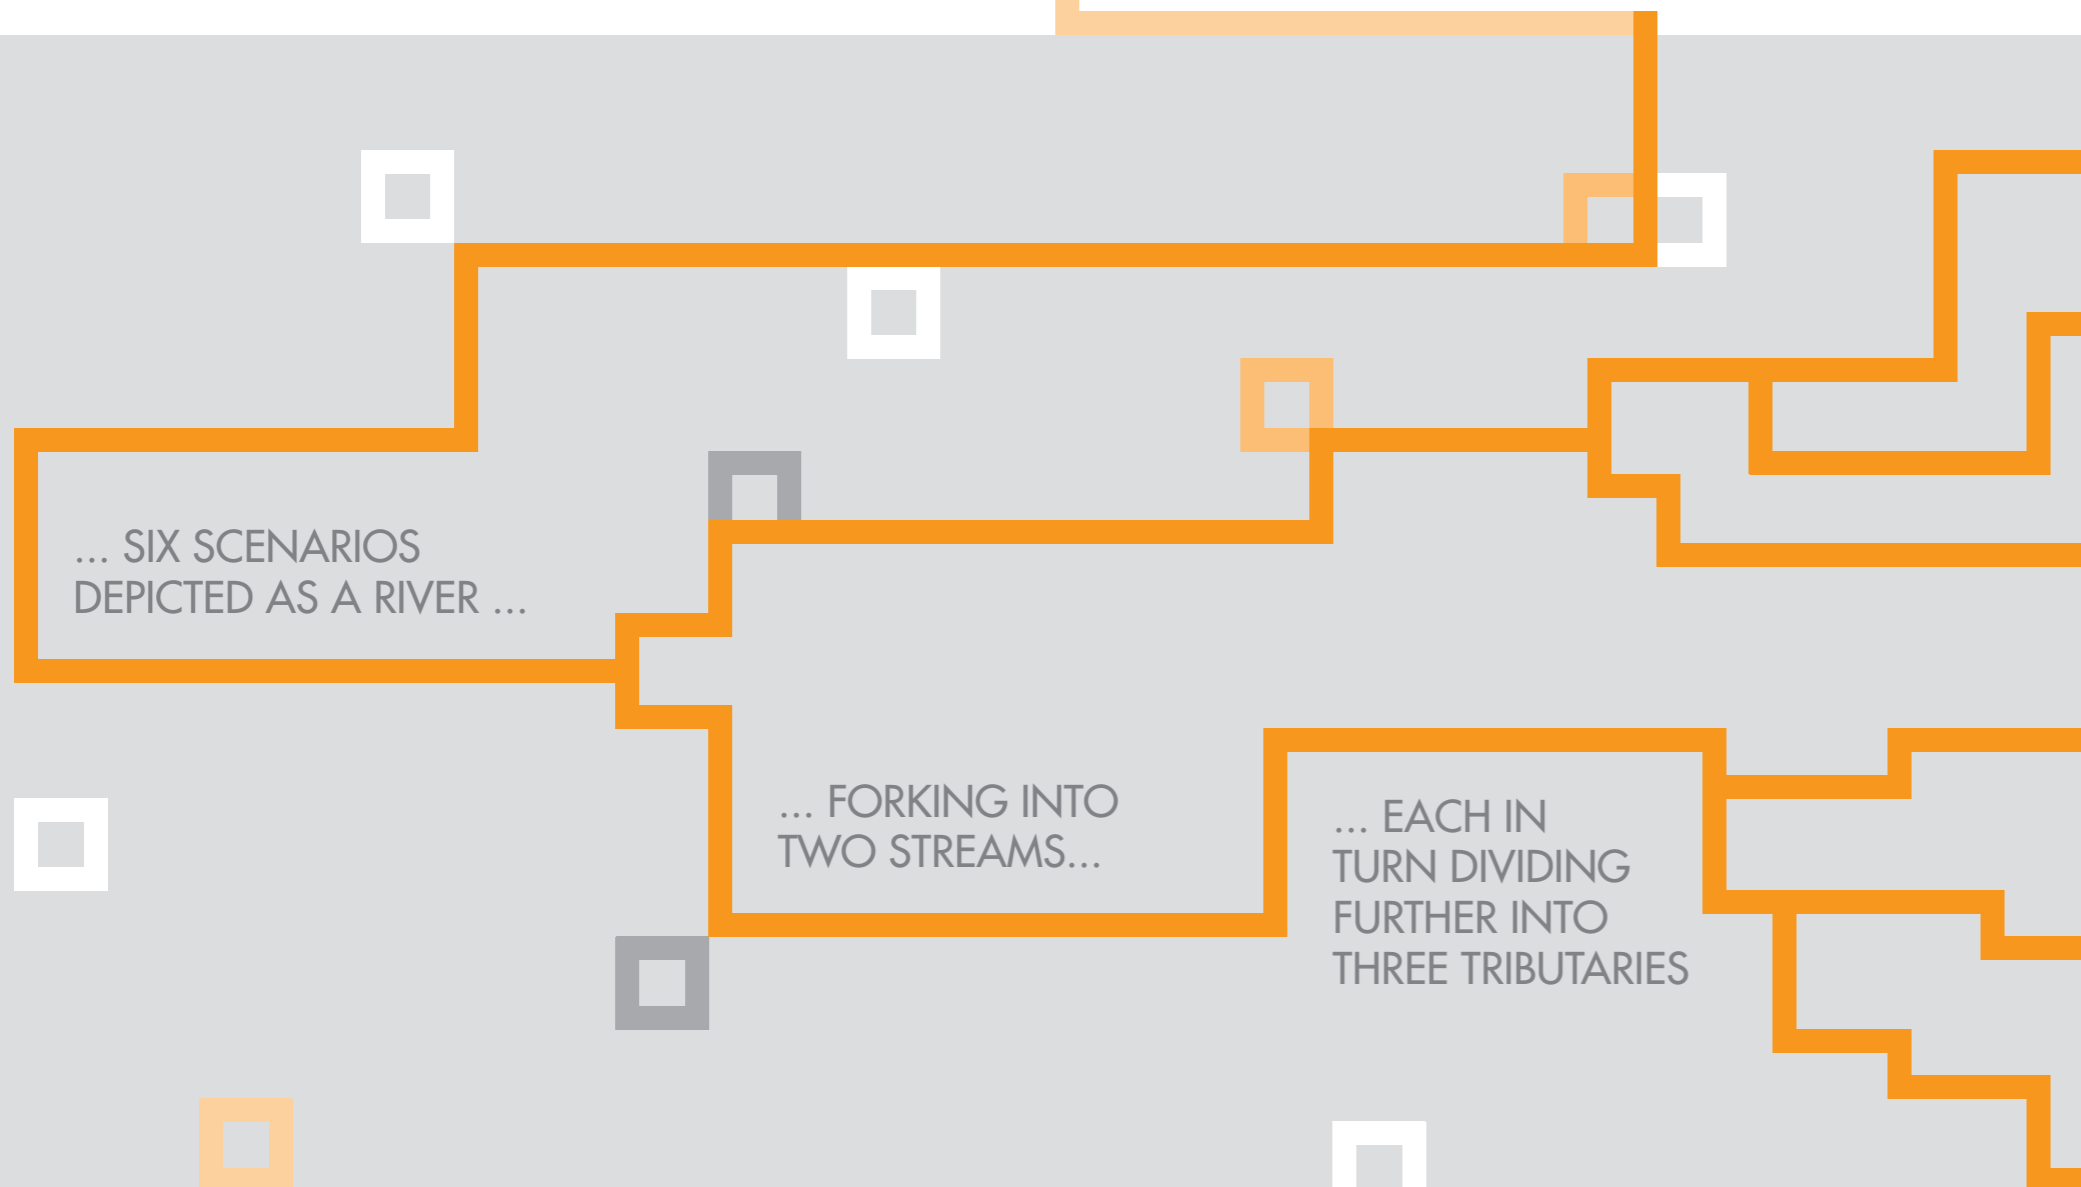 ... SIX SCENARIOS
DEPICTED AS A RIVER ...
... FORKING INTO
TWO STREAMS...
... EACH IN
TURN DIVIDING
FURTHER INTO
THREE TRIBUTARIES